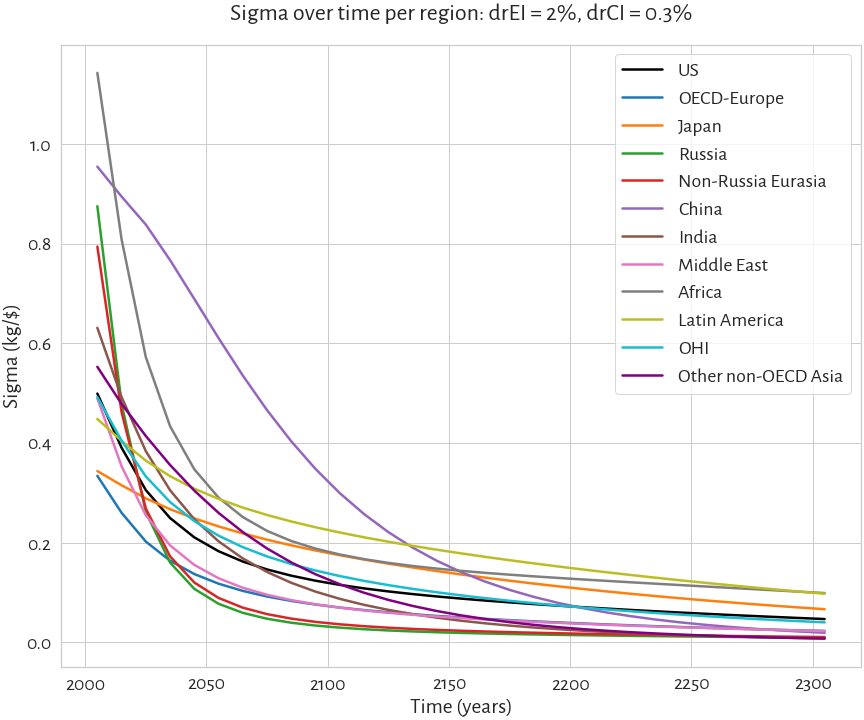 Sigma over time per region: drEI = 2%, drCI = 0.3%
Sigma (kg/$)
1.0
0.8
0.6
0.4
0.2
0.0
US
OECD-Europe
Japan
Russia
Non-Russia Eurasia
China
India
Middle East
Africa
Latin America
OHI
Other non-OECD Asia
2000 2050 2100 2150 2200 2250 2300
Time (years)